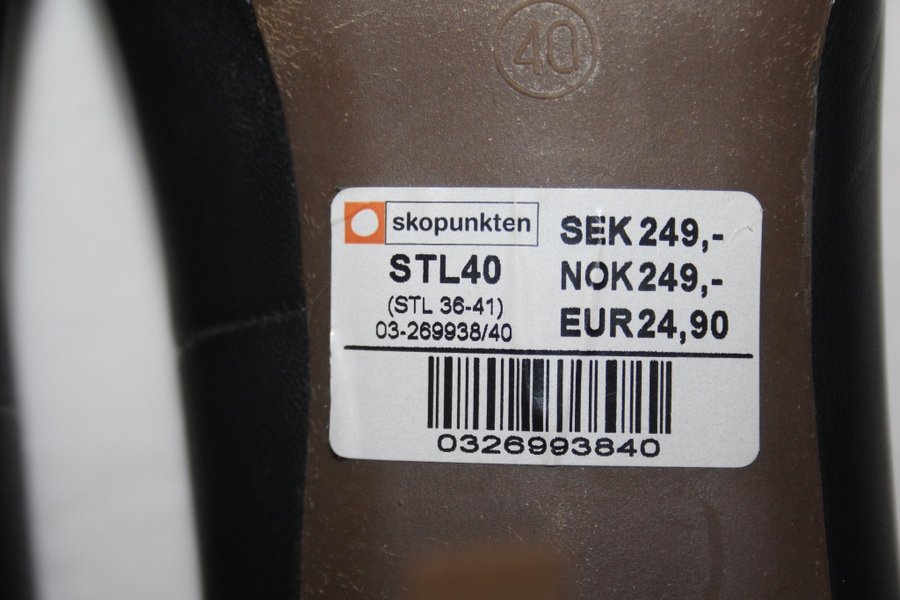 40
skopunkten
STL40
(STL 36-41)
03-269938/40
SEK 249,-
NOK 249,-
EUR 24,90
0326993840